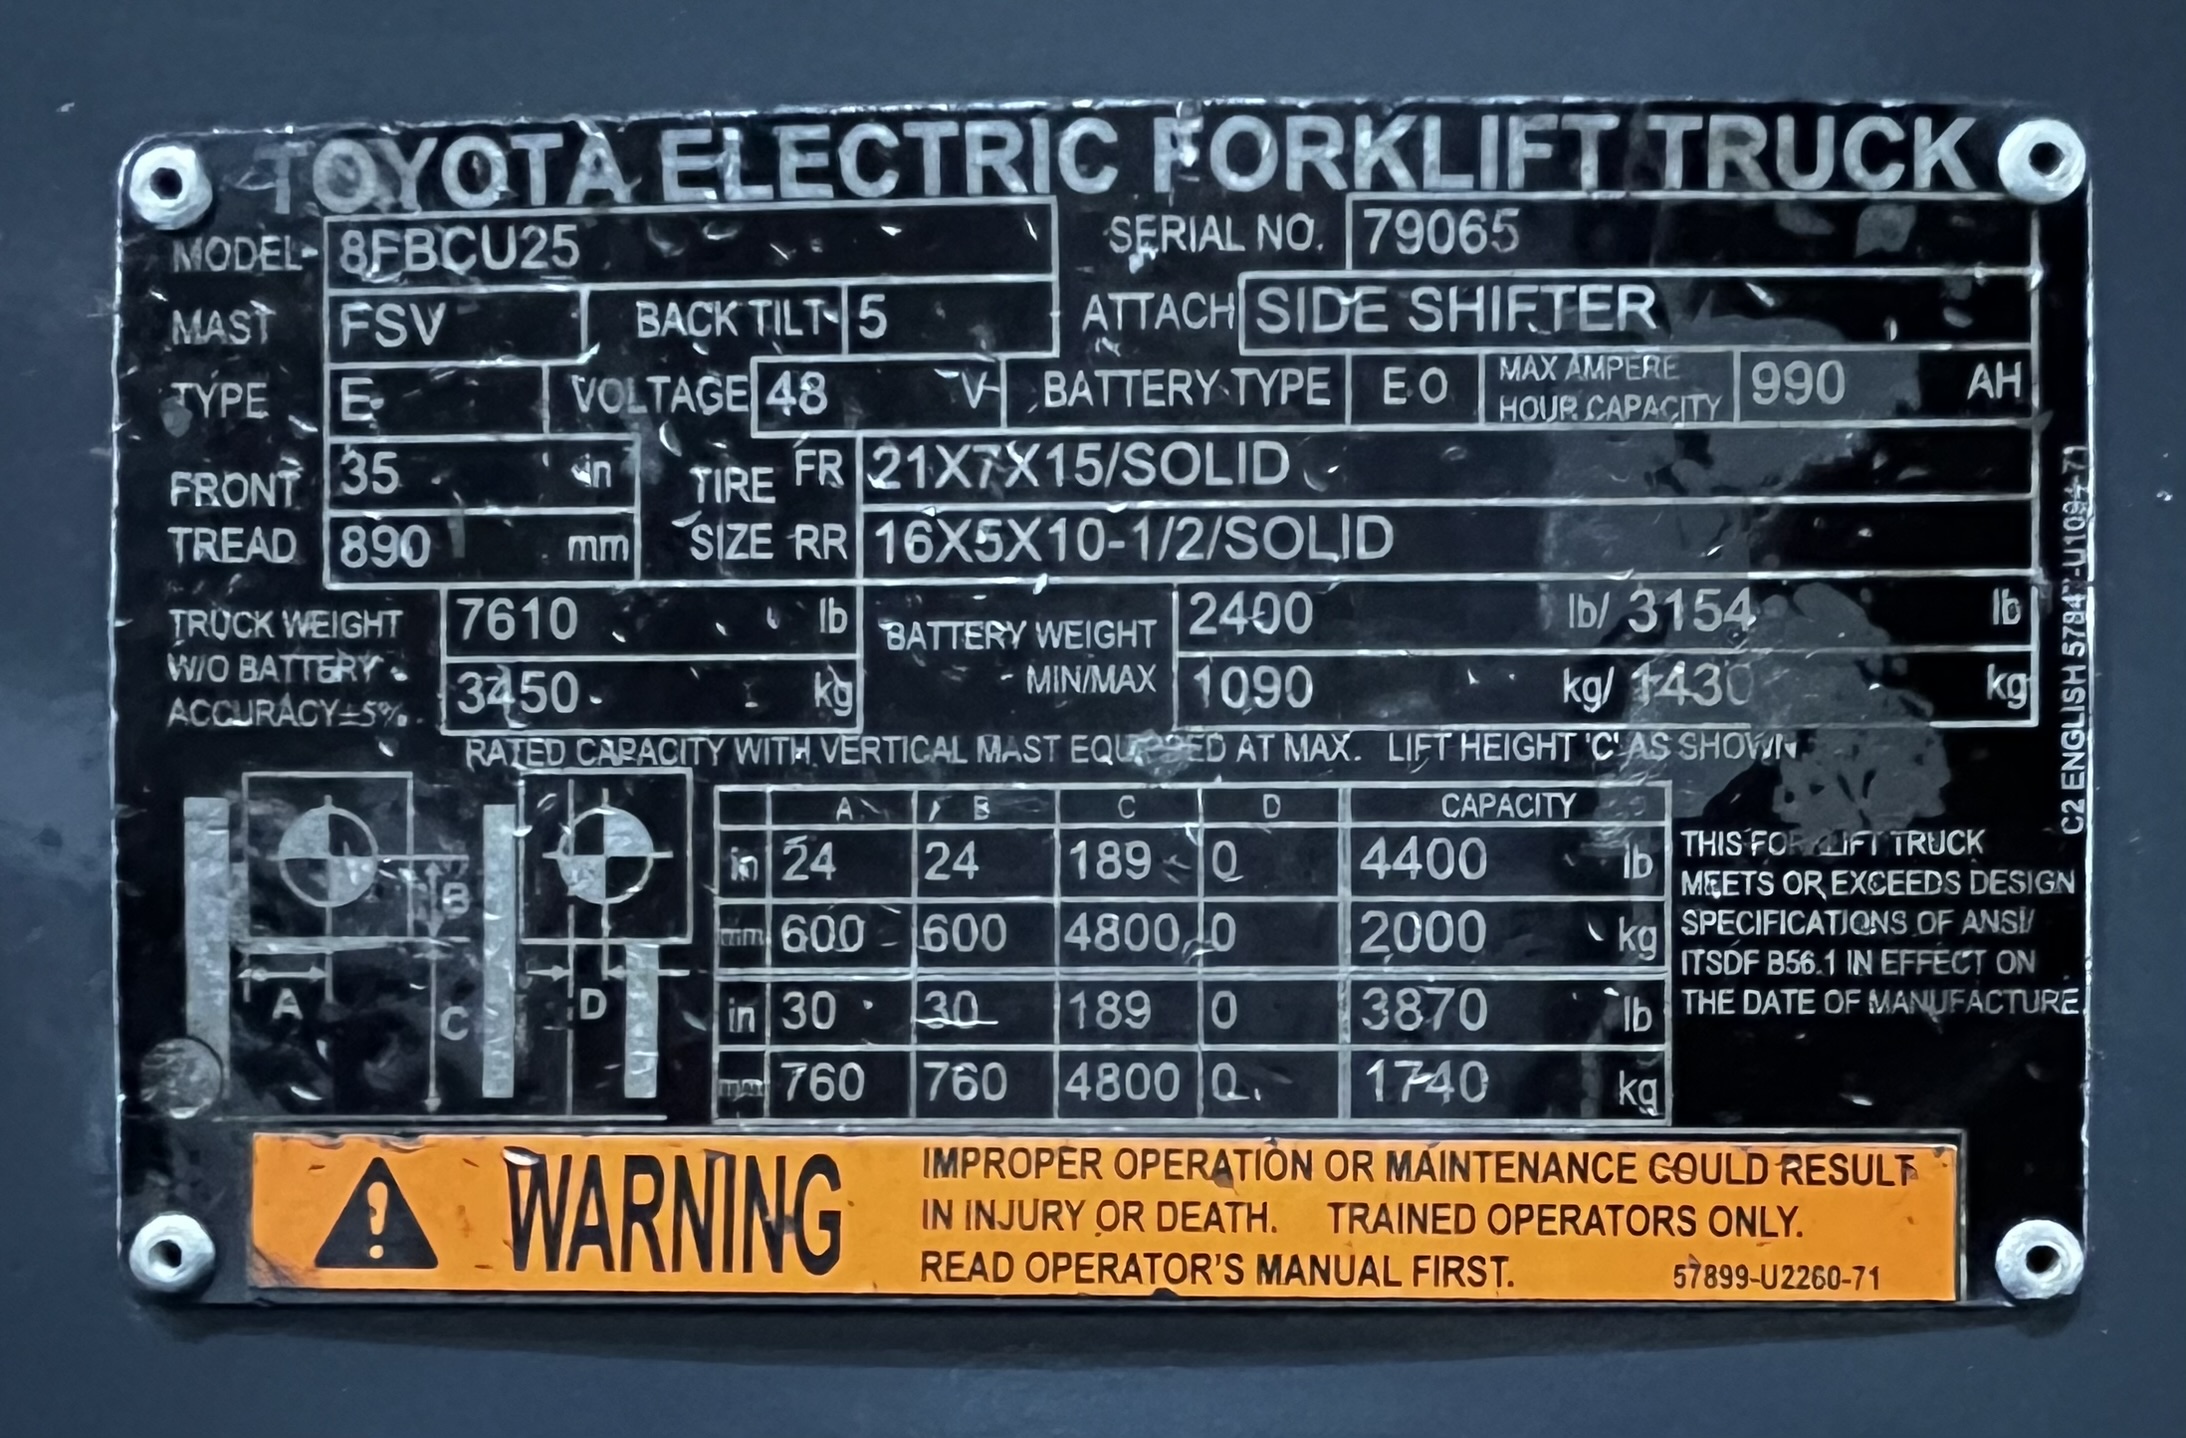 TOYOTA ELECTRIC FORKLIFT TRUCK
MODEL 8FBCU25 SERIAL NO. 79065
MAST FSV BACK TILT 5 ATTACH SIDE SHIFTER
TYPE E VOLTAGE 48 V BATTERY TYPE E O MAX AMPERE HOUR CAPACITY 990 AH
FRONT TREAD 35 in TIRE SIZE FR 21X7X15/SOLID
890 mm RR 16X5X10-1/2/SOLID
TRUCK WEIGHT W/O BATTERY ACCURACY±5% 7610 lb BATTERY WEIGHT MIN/MAX 2400 lb/ 3154 lb
3450 kg 1090 kg/ 1430 kg
RATED CAPACITY WITH VERTICAL MAST EQUIPPED AT MAX. LIFT HEIGHT 'C' AS SHOWN
A B C D CAPACITY
in 24 24 189 0 4400 lb
mm 600 600 4800 0 2000 kg
in 30 30 189 0 3870 lb
mm 760 760 4800 0 1740 kg
A B C D
THIS FORKLIFT TRUCK
MEETS OR EXCEEDS DESIGN
SPECIFICATIONS OF ANSI/
ITSDF B56.1 IN EFFECT ON
THE DATE OF MANUFACTURE.
C2 ENGLISH
WARNING
IMPROPER OPERATION OR MAINTENANCE COULD RESULT
IN INJURY OR DEATH. TRAINED OPERATORS ONLY.
READ OPERATOR'S MANUAL FIRST. 57899-U2260-71